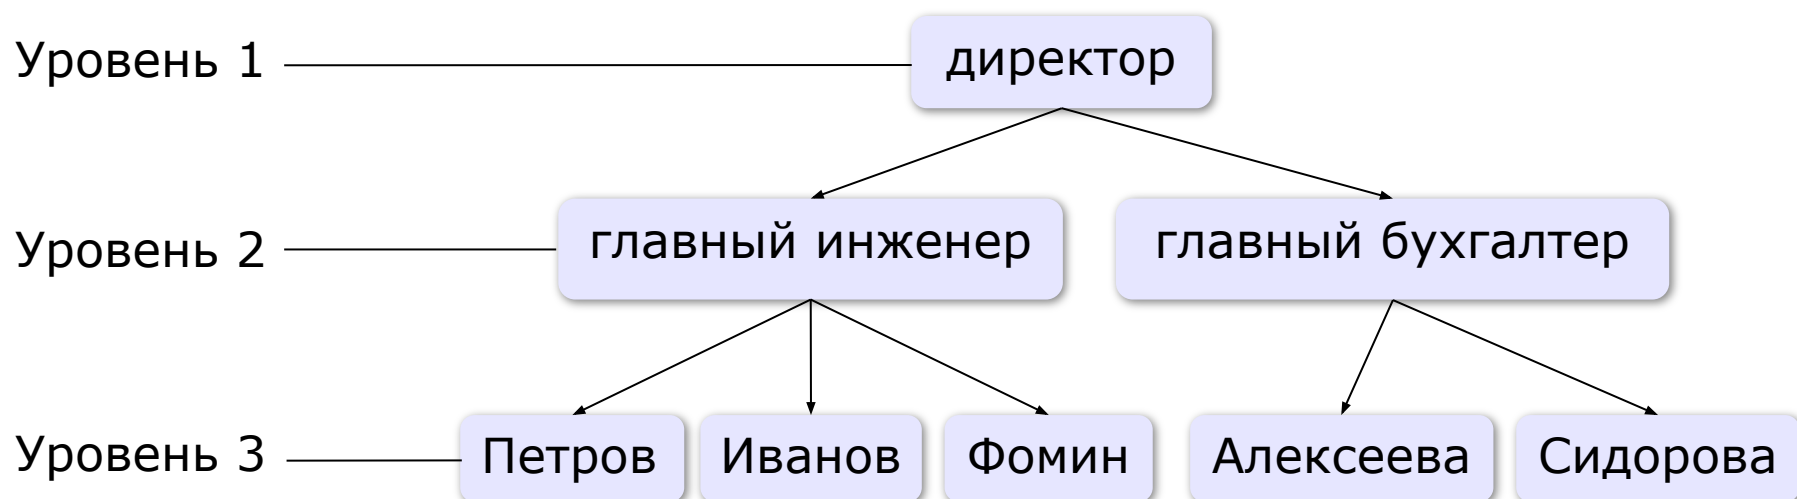 Уровень 1
директор
Уровень 2
главный инженер
главный бухгалтер
Уровень 3
Петров
Иванов
Фомин
Алексеева
Сидорова